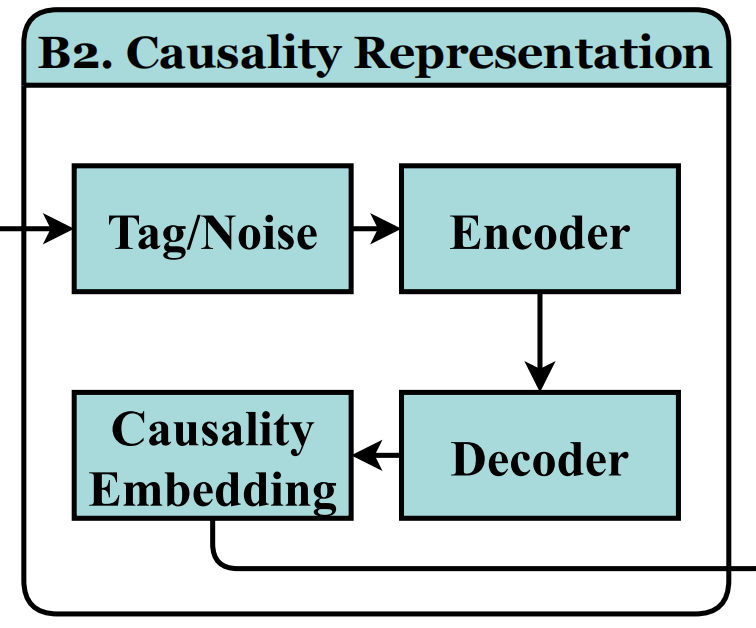 B2. Causality Representation
Tag/Noise
Encoder
Causality
Embedding
Decoder